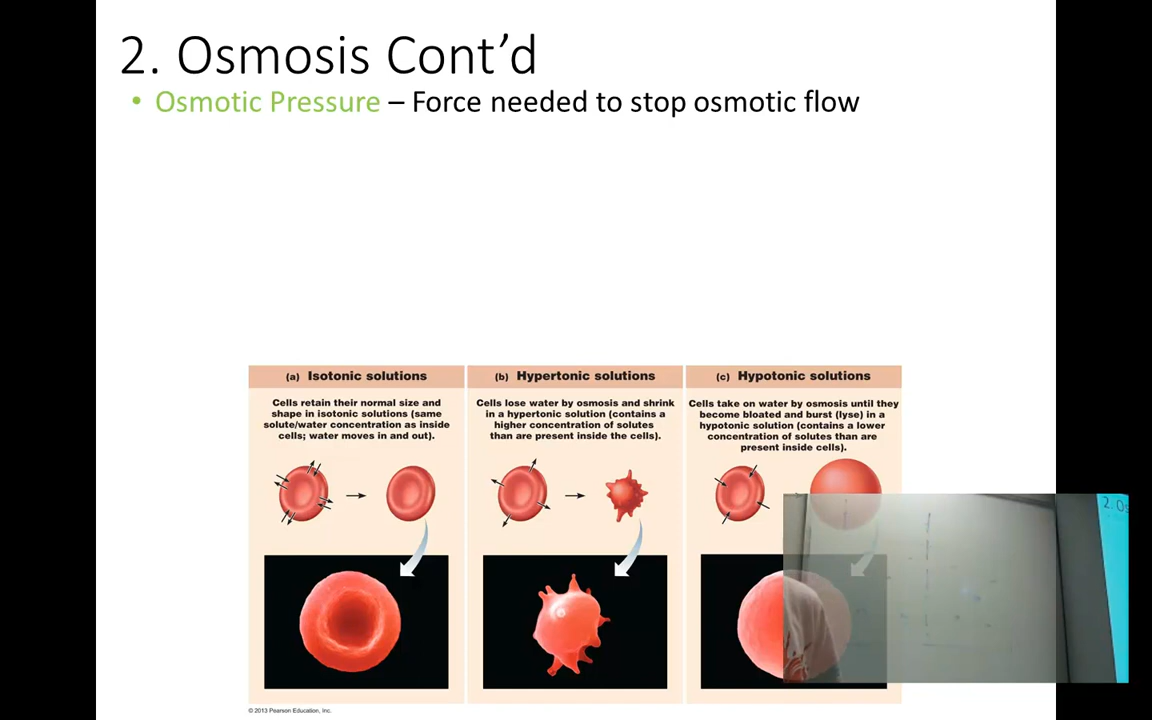 2. Osmosis Cont’d
• Osmotic Pressure – Force needed to stop osmotic flow
(a) Isotonic solutions
Cells retain their normal size and
shape in isotonic solutions (same
solute/water concentration as inside
cells; water moves in and out).
(b) Hypertonic solutions
Cells lose water by osmosis and shrink
in a hypertonic solution (contains a
higher concentration of solutes
than are present inside the cells).
(c) Hypotonic solutions
Cells take on water by osmosis until they
become bloated and burst (lyse) in a
hypotonic solution (contains a lower
concentration of solutes than are
present inside cells).
2. Os
© 2013 Pearson Education, Inc.